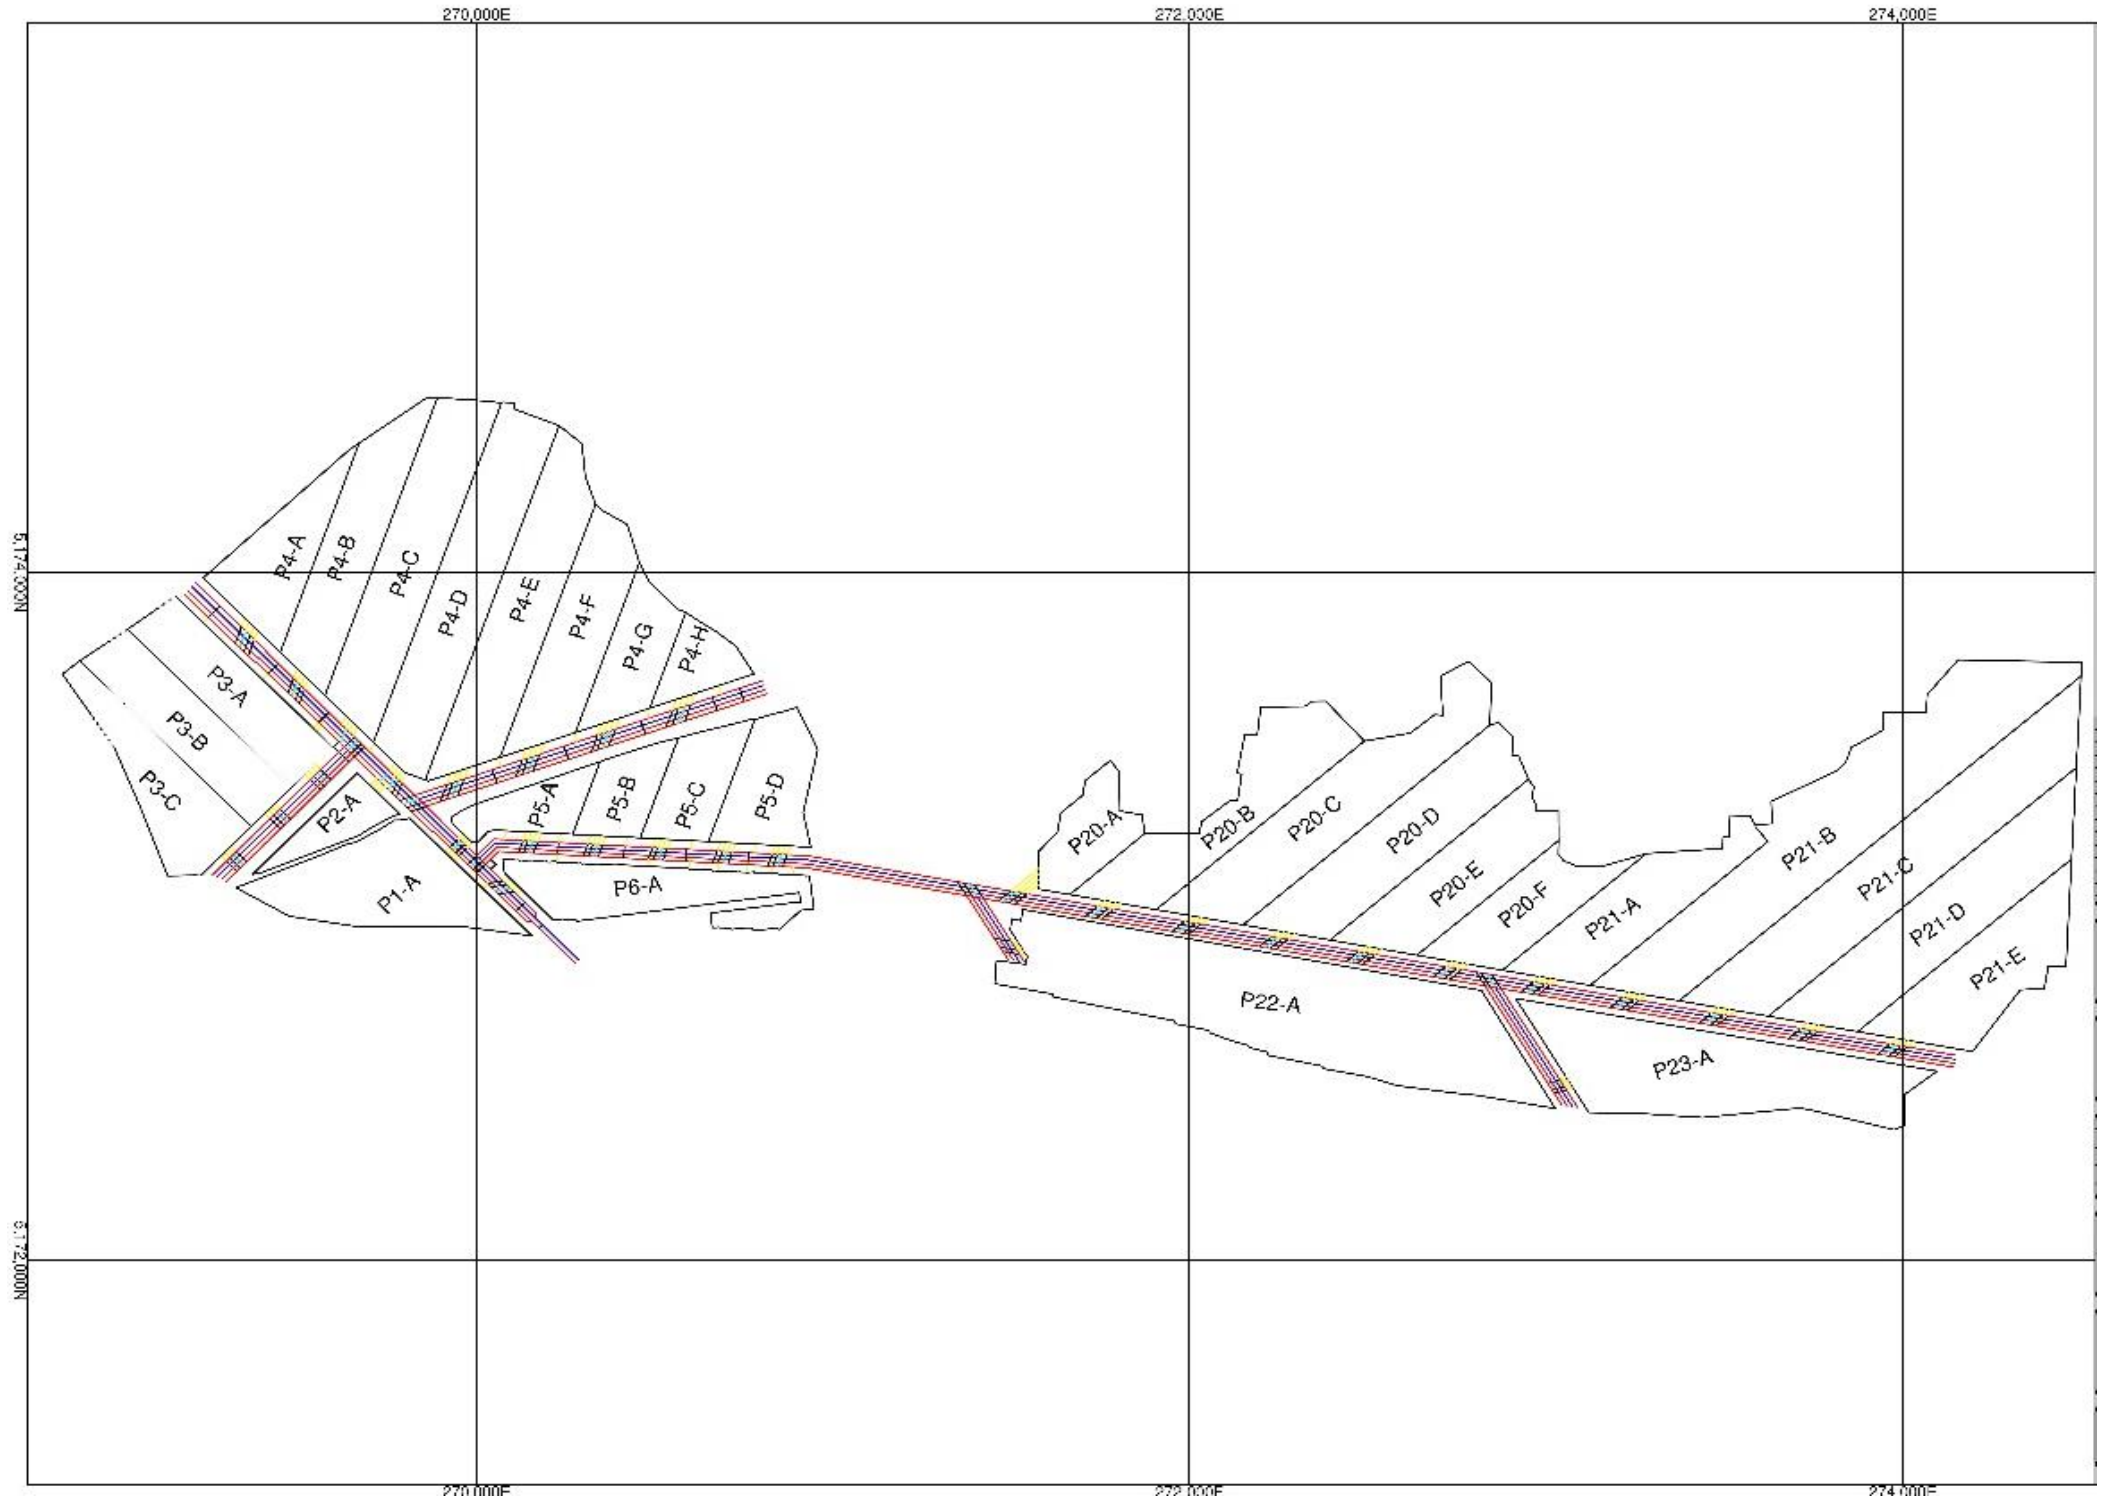 270,000E
272,000E
274,000E
5,174,000N
P4-A
P4-B
P4-C
P4-D
P4-E
P4-F
P4-G
P4-H
P3-A
P3-B
P3-C
P2-A
P1-A
P5-A
P5-B
P5-C
P5-D
P6-A
P20-A
P20-B
P20-C
P20-D
P20-E
P20-F
P21-A
P21-B
P21-C
P21-D
P21-E
P22-A
P23-A
5,172,000N
270,000E
272,000E
274,000E